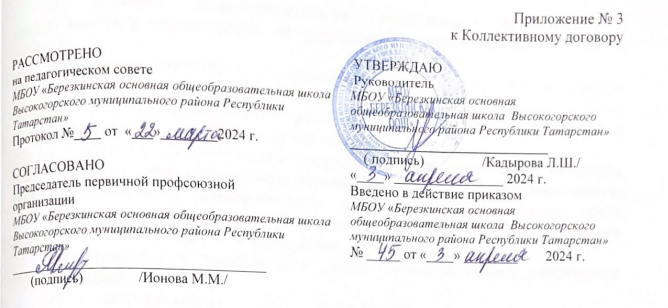 Приложение № 3
к Коллективному договору
РАССМОТРЕНО
на педагогическом совете
МБОУ «Березкинская основная общеобразовательная школа
Высокогорского муниципального района Республики
Татарстан»
Протокол № 5 от «22» марта 2024 г.
СОГЛАСОВАНО
Председатель первичной профсоюзной
организации
МБОУ «Березкинская основная общеобразовательная школа
Высокогорского муниципального района Республики
Татарстан»
(подпись) /Ионова М.М./
УТВЕРЖДАЮ
Руководитель
МБОУ «Березкинская основная
общеобразовательная школа Высокогорского
муниципального района Республики Татарстан»
(подпись) /Кадырова Л.Ш./
«3» апреля 2024 г.
Введено в действие приказом
МБОУ «Березкинская основная
общеобразовательная школа Высокогорского
муниципального района Республики Татарстан»
№ 45 от «3» апреля 2024 г.